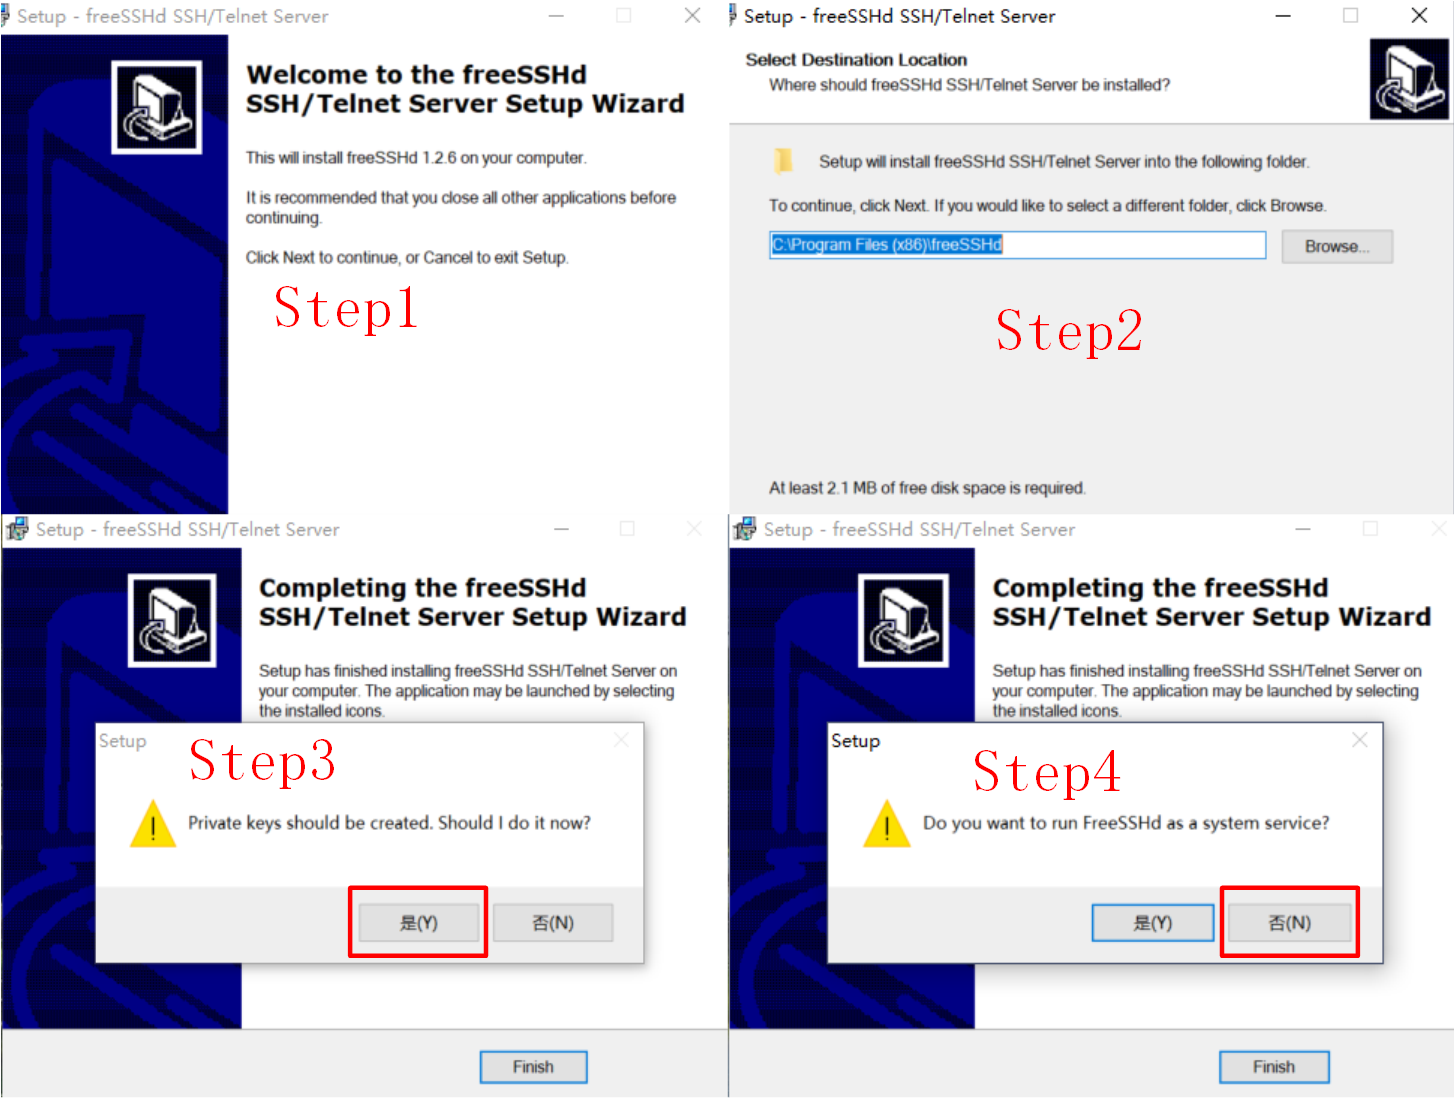 Setup - freeSSHd SSH/Telnet Server
Welcome to the freeSSHd
SSH/Telnet Server Setup Wizard
This will install freeSSHd 1.2.6 on your computer.
It is recommended that you close all other applications before
continuing.
Click Next to continue, or Cancel to exit Setup.
Step1
Setup - freeSSHd SSH/Telnet Server
Select Destination Location
Where should freeSSHd SSH/Telnet Server be installed?
Setup will install freeSSHd SSH/Telnet Server into the following folder.
To continue, click Next. If you would like to select a different folder, click Browse.
C:\Program Files (x86)\freeSSHd
Browse...
Step2
At least 2.1 MB of free disk space is required.
Setup - freeSSHd SSH/Telnet Server
Completing the freeSSHd
SSH/Telnet Server Setup Wizard
Setup has finished installing freeSSHd SSH/Telnet Server on
your computer. The application may be launched by selecting
the installed icons.
Setup
Step3
Private keys should be created. Should I do it now?
是(Y)
否(N)
Finish
Setup - freeSSHd SSH/Telnet Server
Completing the freeSSHd
SSH/Telnet Server Setup Wizard
Setup has finished installing freeSSHd SSH/Telnet Server on
your computer. The application may be launched by selecting
the installed icons.
Setup
Step4
Do you want to run FreeSSHd as a system service?
是(Y)
否(N)
Finish